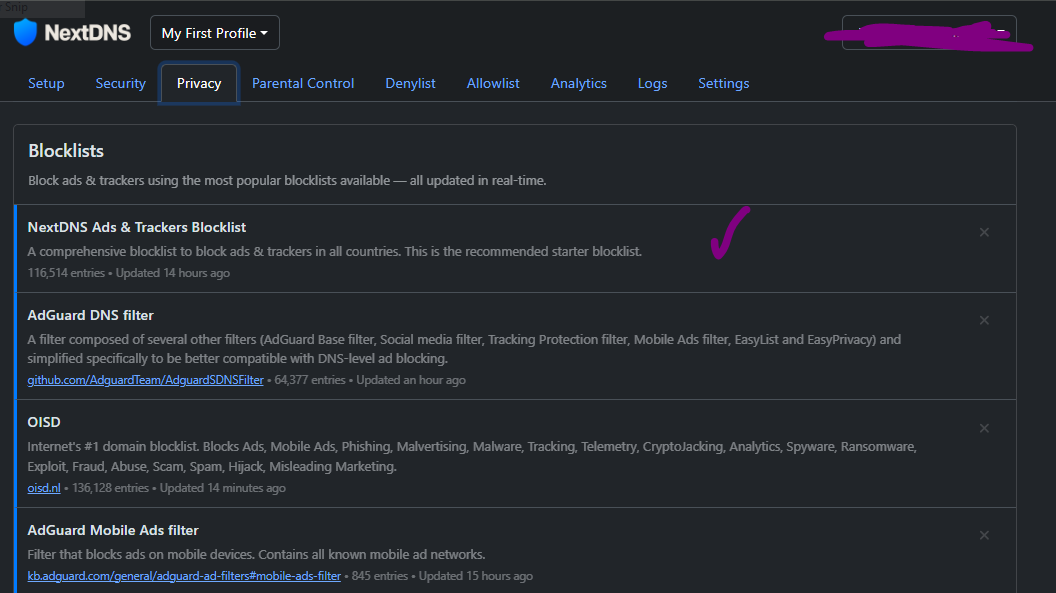 Snip
NextDNS My First Profile
Setup Security Privacy Parental Control Denylist Allowlist Analytics Logs Settings
Blocklists
Block ads & trackers using the most popular blocklists available — all updated in real-time.
NextDNS Ads & Trackers Blocklist
A comprehensive blocklist to block ads & trackers in all countries. This is the recommended starter blocklist.
116,514 entries • Updated 14 hours ago
AdGuard DNS filter
A filter composed of several other filters (AdGuard Base filter, Social media filter, Tracking Protection filter, Mobile Ads filter, EasyList and EasyPrivacy) and
simplified specifically to be better compatible with DNS-level ad blocking.
github.com/AdguardTeam/AdguardSDNSFilter • 64,377 entries • Updated an hour ago
OISD
Internet's #1 domain blocklist. Blocks Ads, Mobile Ads, Phishing, Malvertising, Malware, Tracking, Telemetry, CryptoJacking, Analytics, Spyware, Ransomware,
Exploit, Fraud, Abuse, Scam, Spam, Hijack, Misleading Marketing.
oisd.nl • 136,128 entries • Updated 14 minutes ago
AdGuard Mobile Ads filter
Filter that blocks ads on mobile devices. Contains all known mobile ad networks.
kb.adguard.com/general/adguard-ad-filters#mobile-ads-filter • 845 entries • Updated 15 hours ago